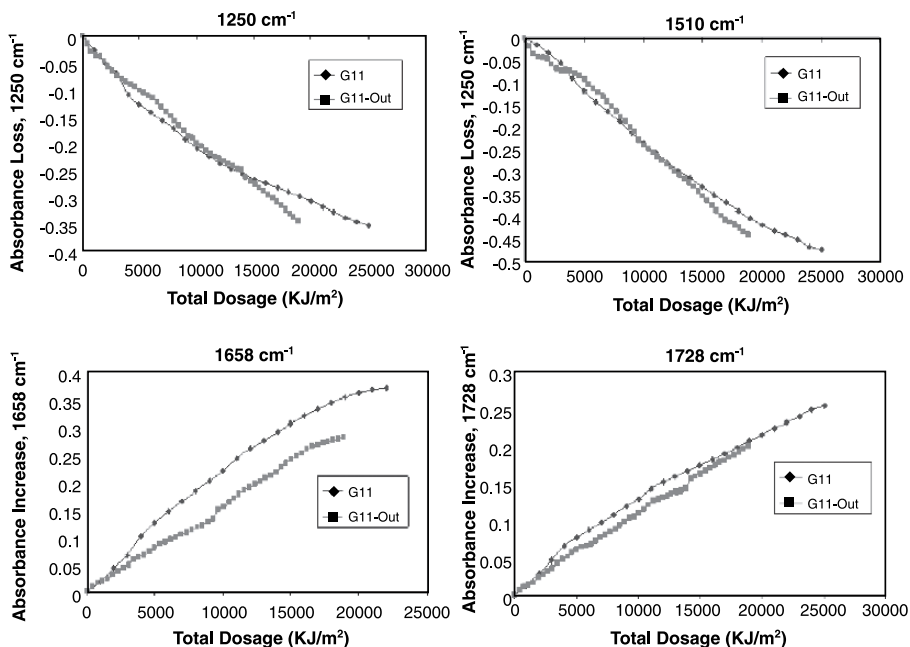 1250 cm⁻¹
Absorbance Loss, 1250 cm⁻¹
0
-0.05
-0.1
-0.15
-0.2
-0.25
-0.3
-0.35
-0.4
G11
G11-Out
0 5000 10000 15000 20000 25000 30000
Total Dosage (KJ/m²)
1510 cm⁻¹
Absorbance Loss, 1250 cm⁻¹
0
-0.05
-0.1
-0.15
-0.2
-0.25
-0.3
-0.35
-0.4
-0.45
-0.5
G11
G11-Out
0 5000 10000 15000 20000 25000 30000
Total Dosage (KJ/m²)
1658 cm⁻¹
Absorbance Increase, 1658 cm⁻¹
0.4
0.35
0.3
0.25
0.2
0.15
0.1
0.05
0
G11
G11-Out
0 5000 10000 15000 20000 25000
Total Dosage (KJ/m²)
1728 cm⁻¹
Absorbance Increase, 1728 cm⁻¹
0.3
0.25
0.2
0.15
0.1
0.05
0
G11
G11-Out
0 5000 10000 15000 20000 25000 30000
Total Dosage (KJ/m²)